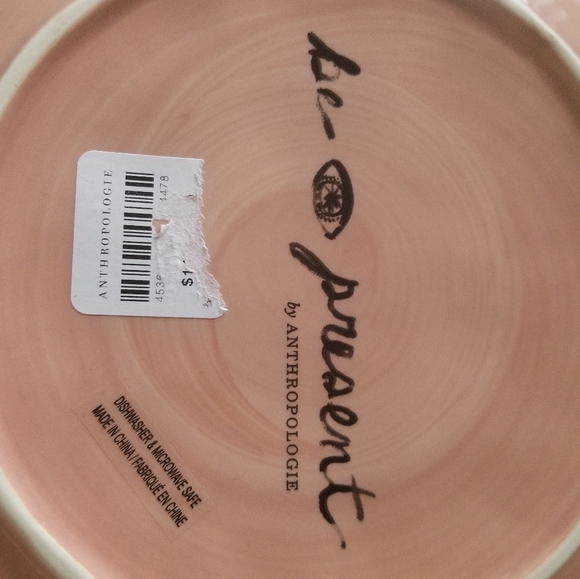 be
present
by ANTHROPOLOGIE
ANTHROPOLOGIE
1478
DISHWASHER & MICROWAVE SAFE
MADE IN CHINA / FABRIQUÉ EN CHINE